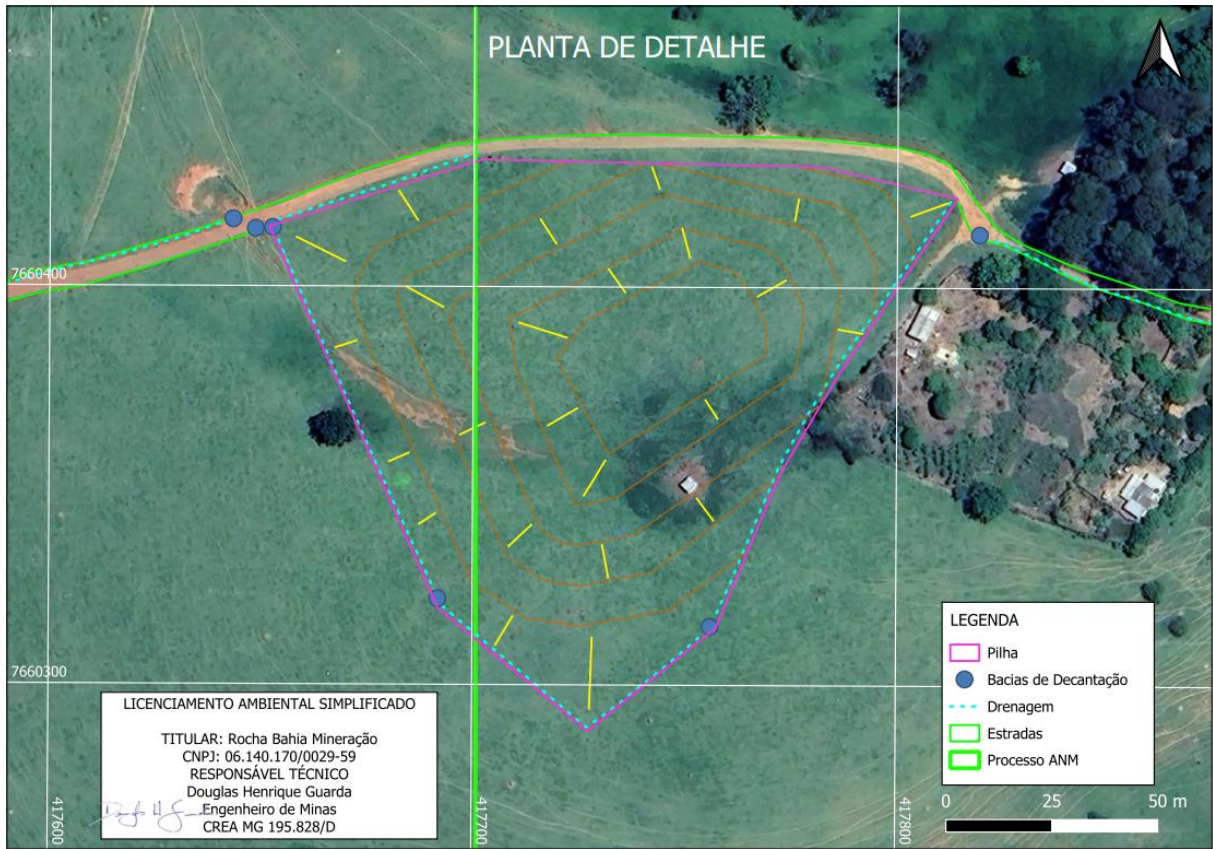 PLANTA DE DETALHE
7660400
7660300
417600
417700
417800
LICENCIAMENTO AMBIENTAL SIMPLIFICADO
TITULAR: Rocha Bahia Mineração
CNPJ: 06.140.170/0029-59
RESPONSÁVEL TÉCNICO
Douglas Henrique Guarda
Engenheiro de Minas
CREA MG 195.828/D
LEGENDA
Pilha
Bacias de Decantação
Drenagem
Estradas
Processo ANM
0 25 50 m